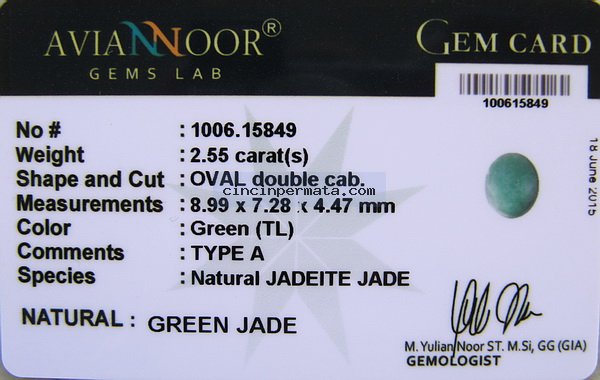 AVIANNOOR®
GEMS LAB
GEM CARD
100615849
No # : 1006.15849
Weight : 2.55 carat(s)
Shape and Cut : OVAL double cab.
cincinpermata.com
Measurements : 8.99 x 7.28 x 4.47 mm
Color : Green (TL)
Comments : TYPE A
Species : Natural JADEITE JADE
NATURAL : GREEN JADE
18 June 2015
M. Yulian Noor ST. M.Si, GG (GIA)
GEMOLOGIST